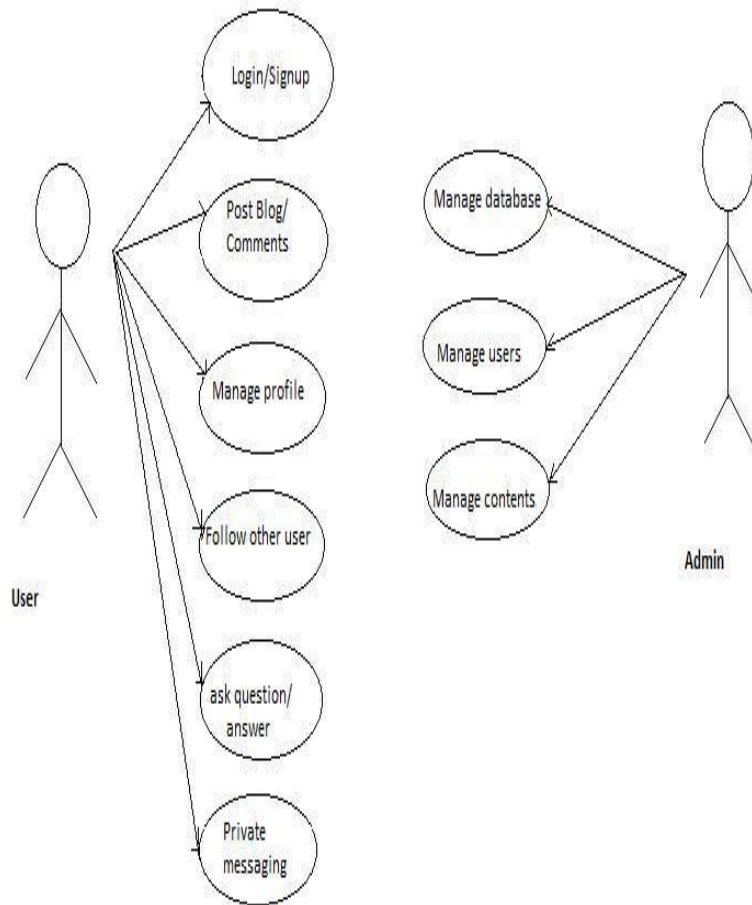 Login/Signup
Post Blog/
Comments
Manage profile
Follow other user
ask question/
answer
Private
messaging
User
Manage database
Manage users
Manage contents
Admin